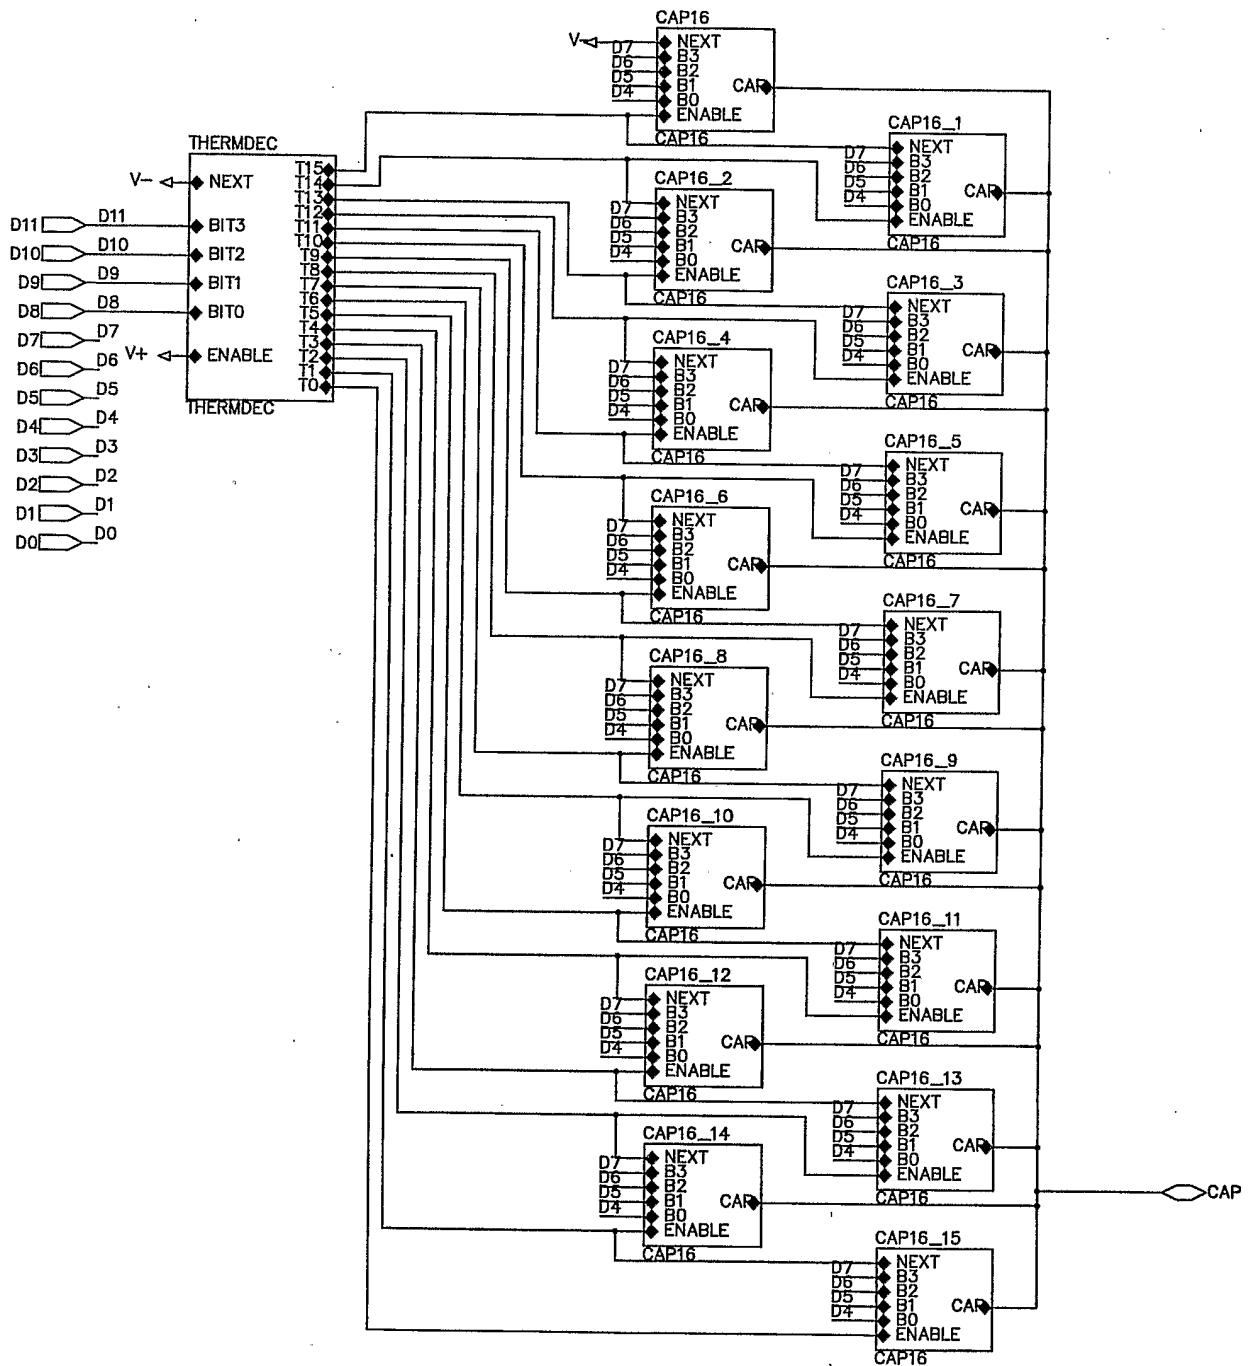 CAP16
V-
D7
D6
D5
D4
NEXT
B3
B2
B1
B0
ENABLE
CAP
CAP16
THERMDEC
V-
NEXT
D11 D11 BIT3
D10 D10 BIT2
D9 D9 BIT1
D8 D8 BIT0
D7 D7
V+ ENABLE
D6 D6
D5 D5
D4 D4
D3 D3
D2 D2
D1 D1
D0 D0
T15
T14
T13
T12
T11
T10
T9
T8
T7
T6
T5
T4
T3
T2
T1
T0
THERMDEC
CAP16_1
D7
D6
D5
D4
NEXT
B3
B2
B1
B0
ENABLE
CAP
CAP16
CAP16_2
D7
D6
D5
D4
NEXT
B3
B2
B1
B0
ENABLE
CAP
CAP16
CAP16_3
D7
D6
D5
D4
NEXT
B3
B2
B1
B0
ENABLE
CAP
CAP16
CAP16_4
D7
D6
D5
D4
NEXT
B3
B2
B1
B0
ENABLE
CAP
CAP16
CAP16_5
D7
D6
D5
D4
NEXT
B3
B2
B1
B0
ENABLE
CAP
CAP16
CAP16_6
D7
D6
D5
D4
NEXT
B3
B2
B1
B0
ENABLE
CAP
CAP16
CAP16_7
D7
D6
D5
D4
NEXT
B3
B2
B1
B0
ENABLE
CAP
CAP16
CAP16_8
D7
D6
D5
D4
NEXT
B3
B2
B1
B0
ENABLE
CAP
CAP16
CAP16_9
D7
D6
D5
D4
NEXT
B3
B2
B1
B0
ENABLE
CAP
CAP16
CAP16_10
D7
D6
D5
D4
NEXT
B3
B2
B1
B0
ENABLE
CAP
CAP16
CAP16_11
D7
D6
D5
D4
NEXT
B3
B2
B1
B0
ENABLE
CAP
CAP16
CAP16_12
D7
D6
D5
D4
NEXT
B3
B2
B1
B0
ENABLE
CAP
CAP16
CAP16_13
D7
D6
D5
D4
NEXT
B3
B2
B1
B0
ENABLE
CAP
CAP16
CAP16_14
D7
D6
D5
D4
NEXT
B3
B2
B1
B0
ENABLE
CAP
CAP16
CAP
CAP16_15
D7
D6
D5
D4
NEXT
B3
B2
B1
B0
ENABLE
CAP
CAP16